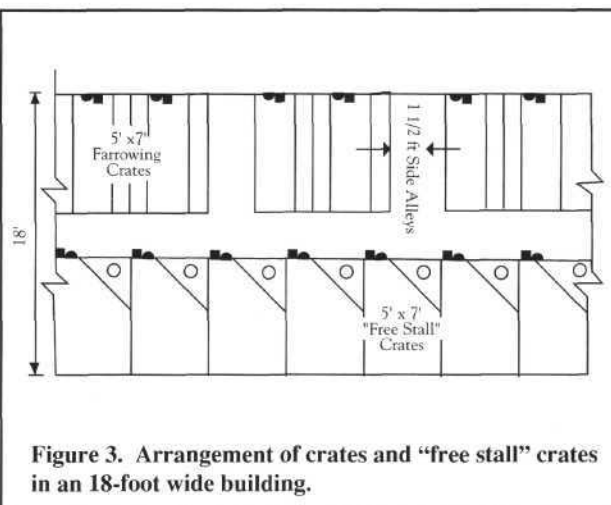 5' x7'
Farrowing
Crates
1 1/2 ft Side Alleys
18'
5' x 7'
"Free Stall"
Crates
Figure 3. Arrangement of crates and “free stall” crates
in an 18-foot wide building.